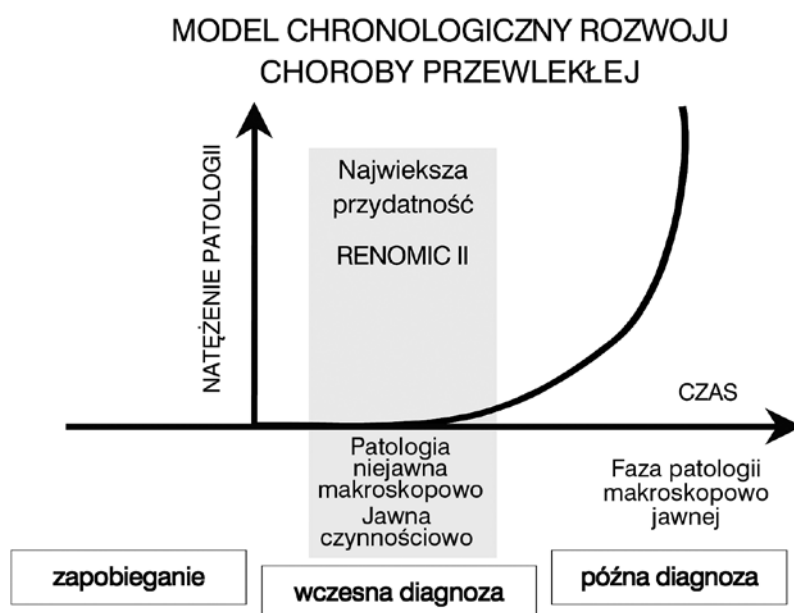 MODEL CHRONOLOGICZNY ROZWOJU
CHOROBY PRZEWLEKŁEJ
NATĘŻENIE PATOLOGII
Najwieksza
przydatność
RENOMIC II
CZAS
Patologia
niejawna
makroskopowo
Jawna
czynnościowo
Faza patologii
makroskopowo
jawnej
zapobieganie
wczesna diagnoza
późna diagnoza